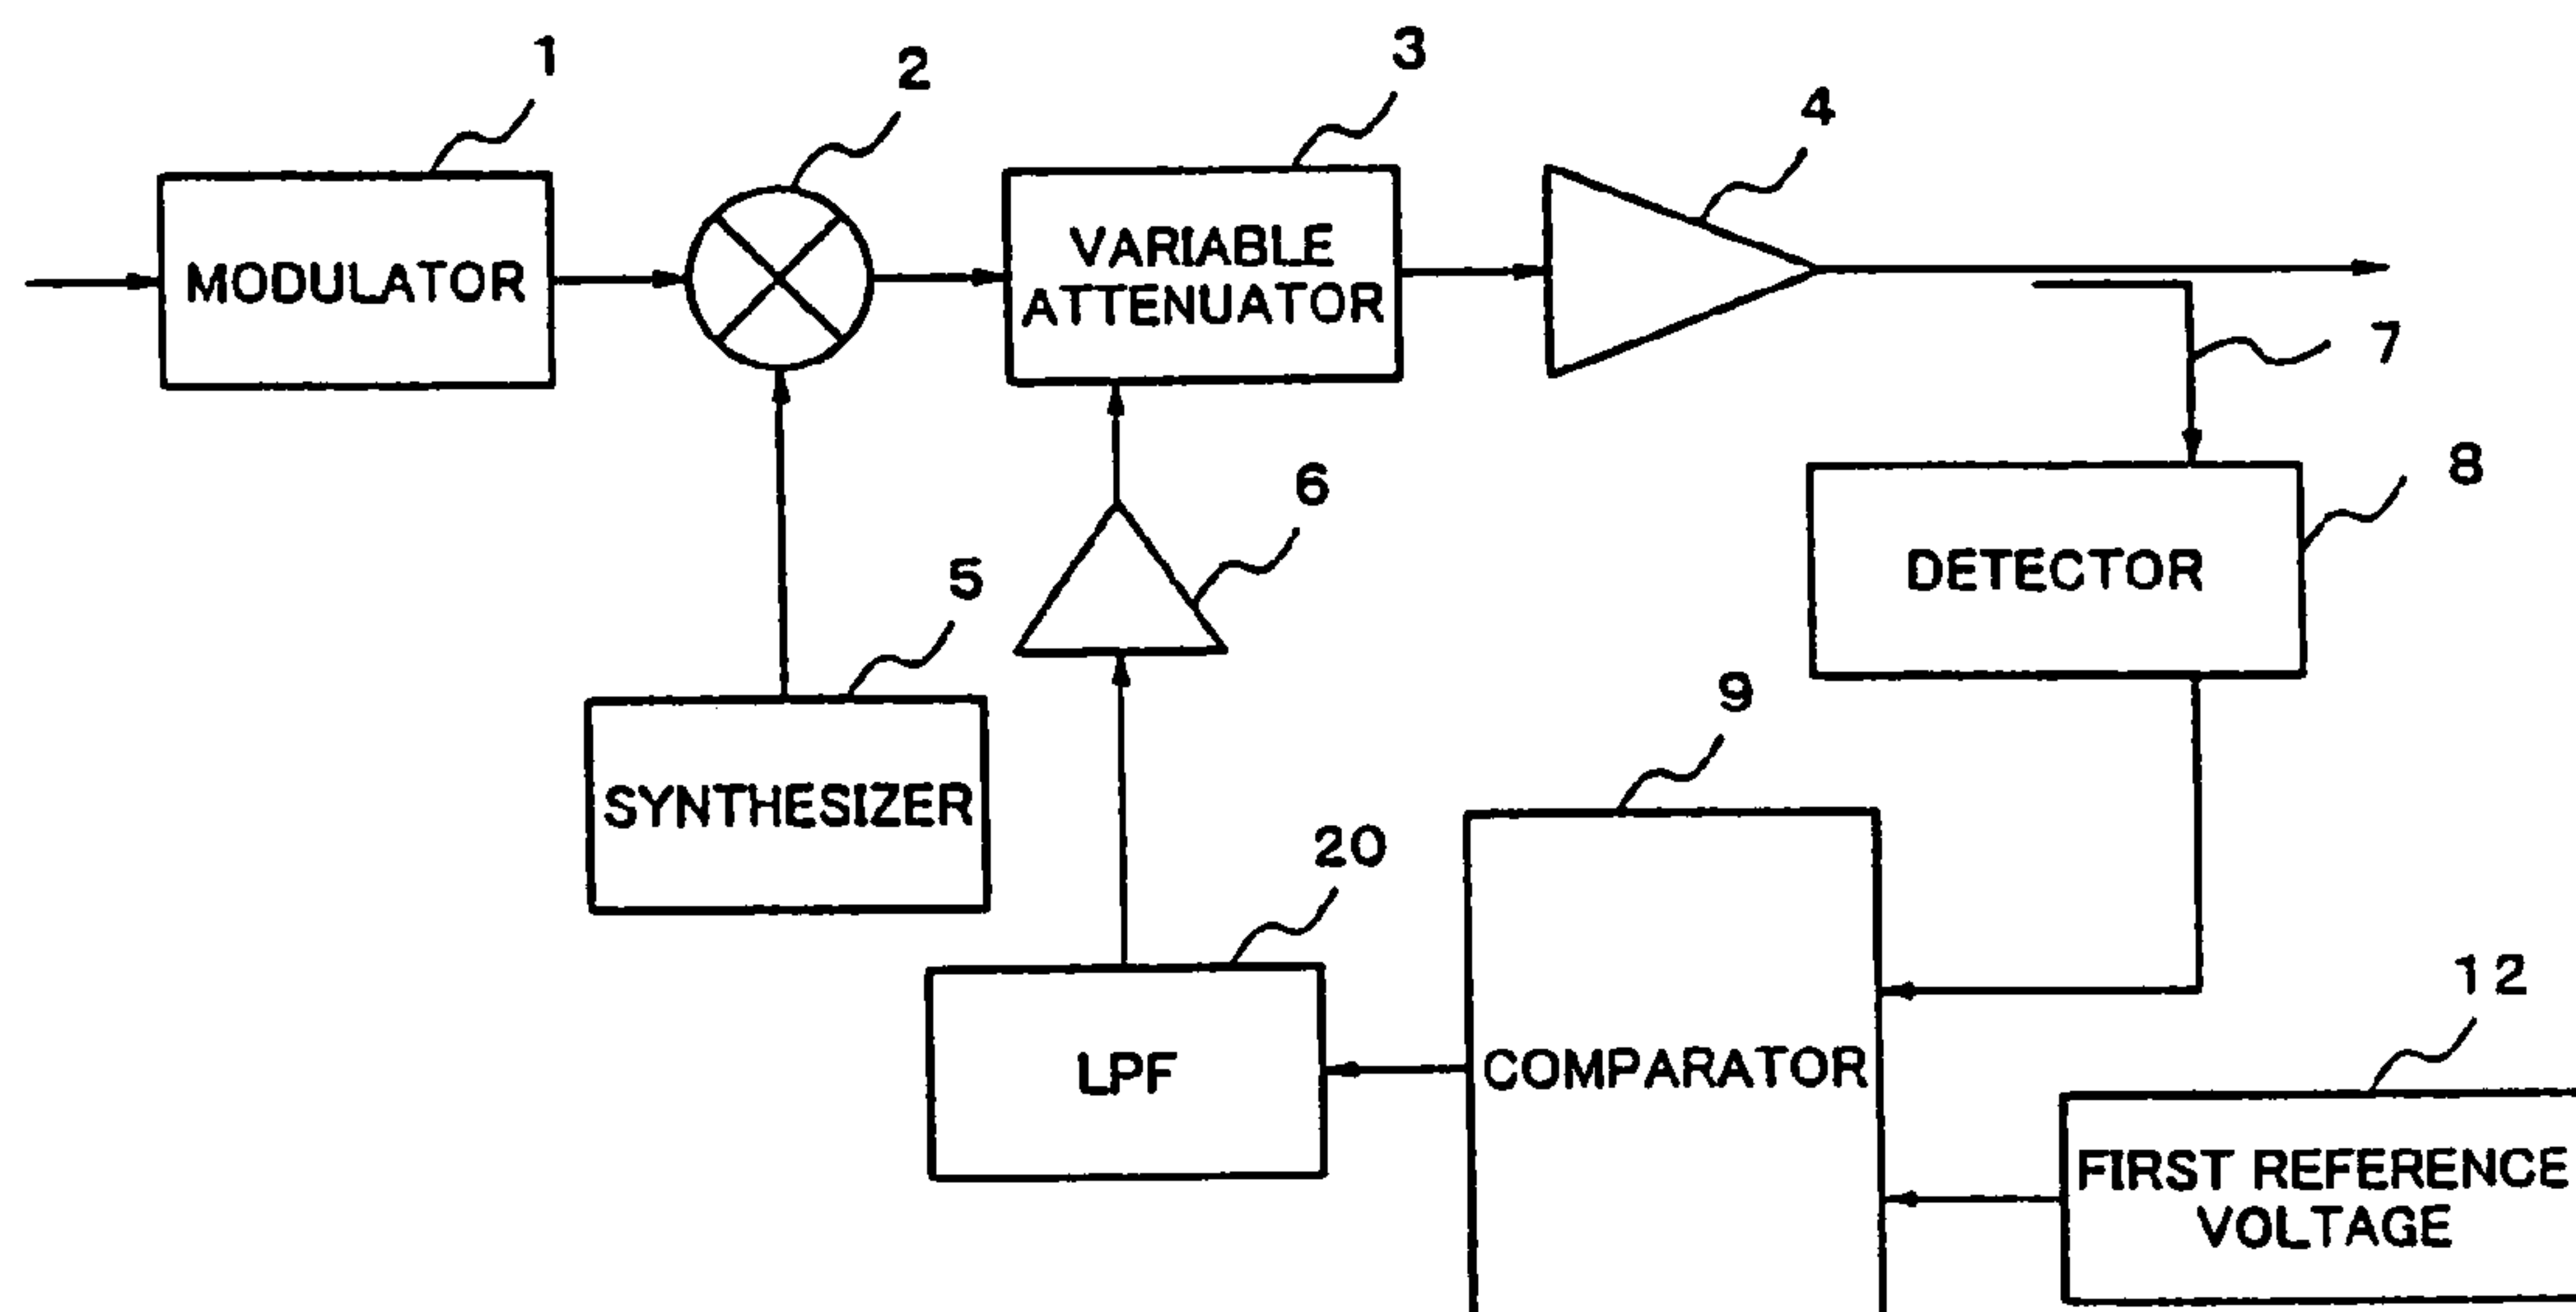 1
2
3
4
MODULATOR
VARIABLE
ATTENUATOR
7
6
8
DETECTOR
5
SYNTHESIZER
9
20
LPF
COMPARATOR
12
FIRST REFERENCE
VOLTAGE